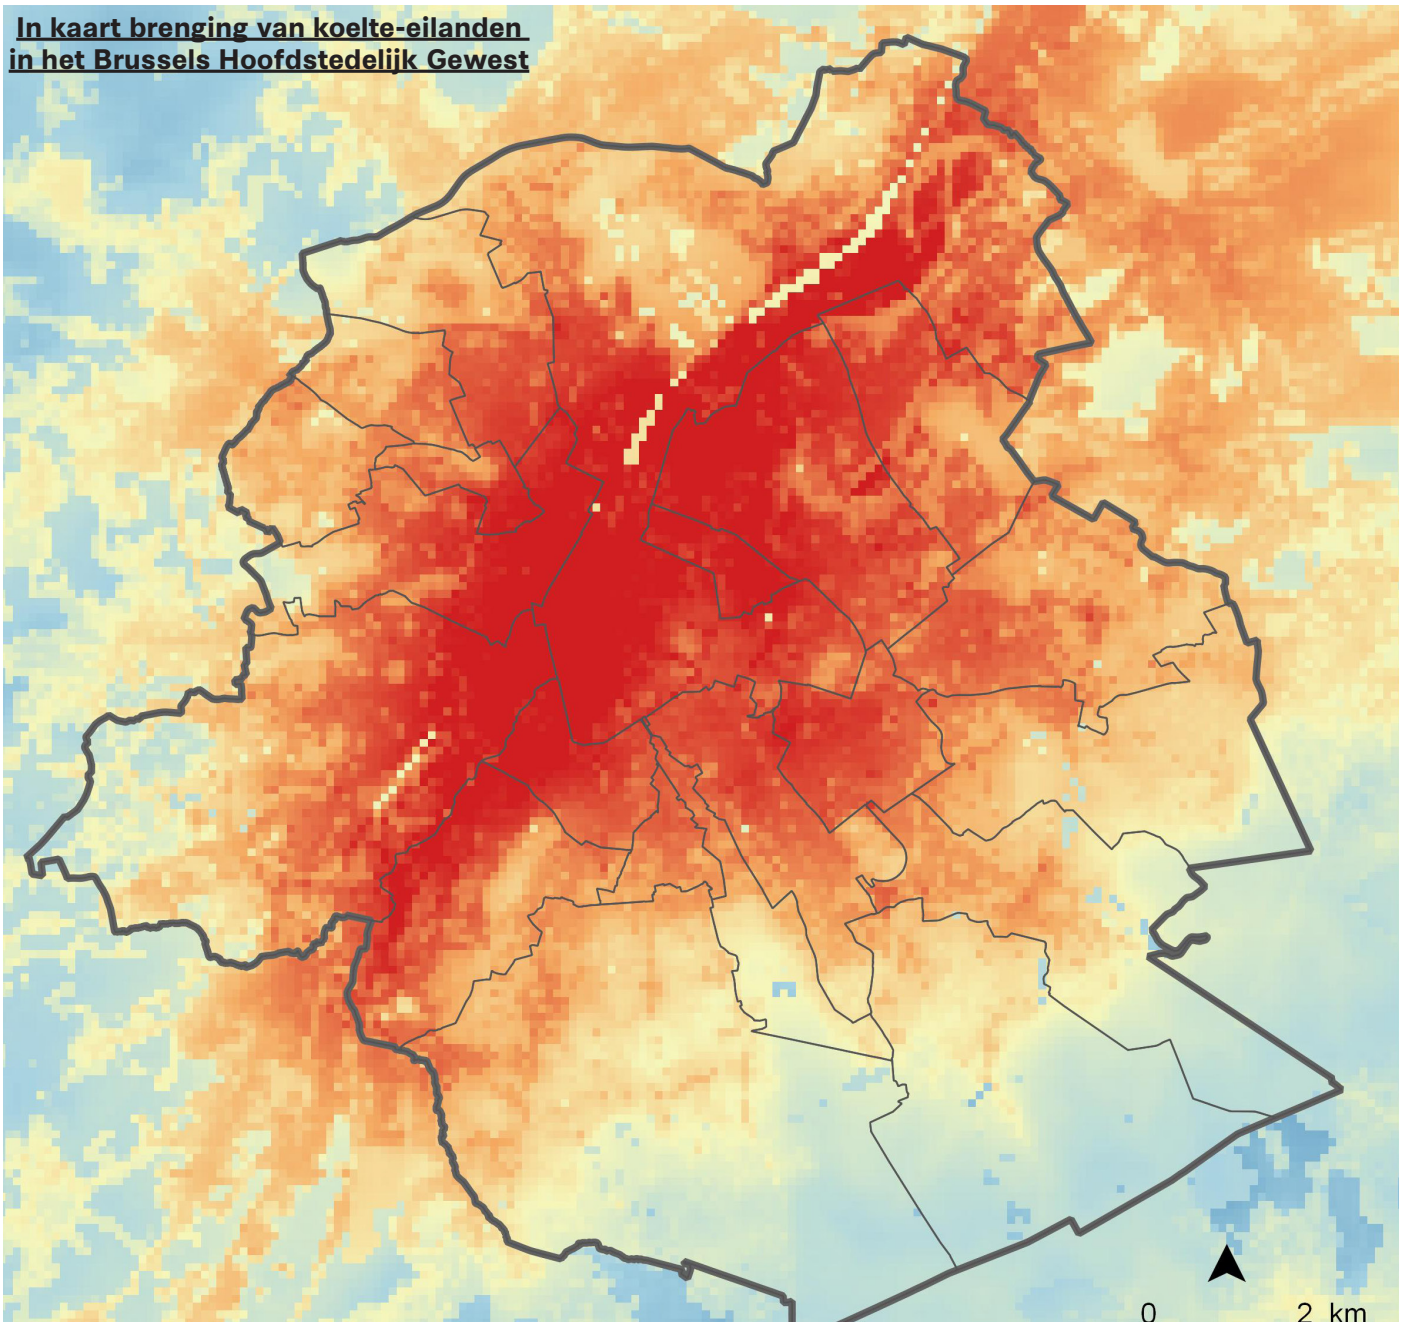 In kaart brenging van koelte-eilanden
in het Brussels Hoofdstedelijk Gewest
0 2 km